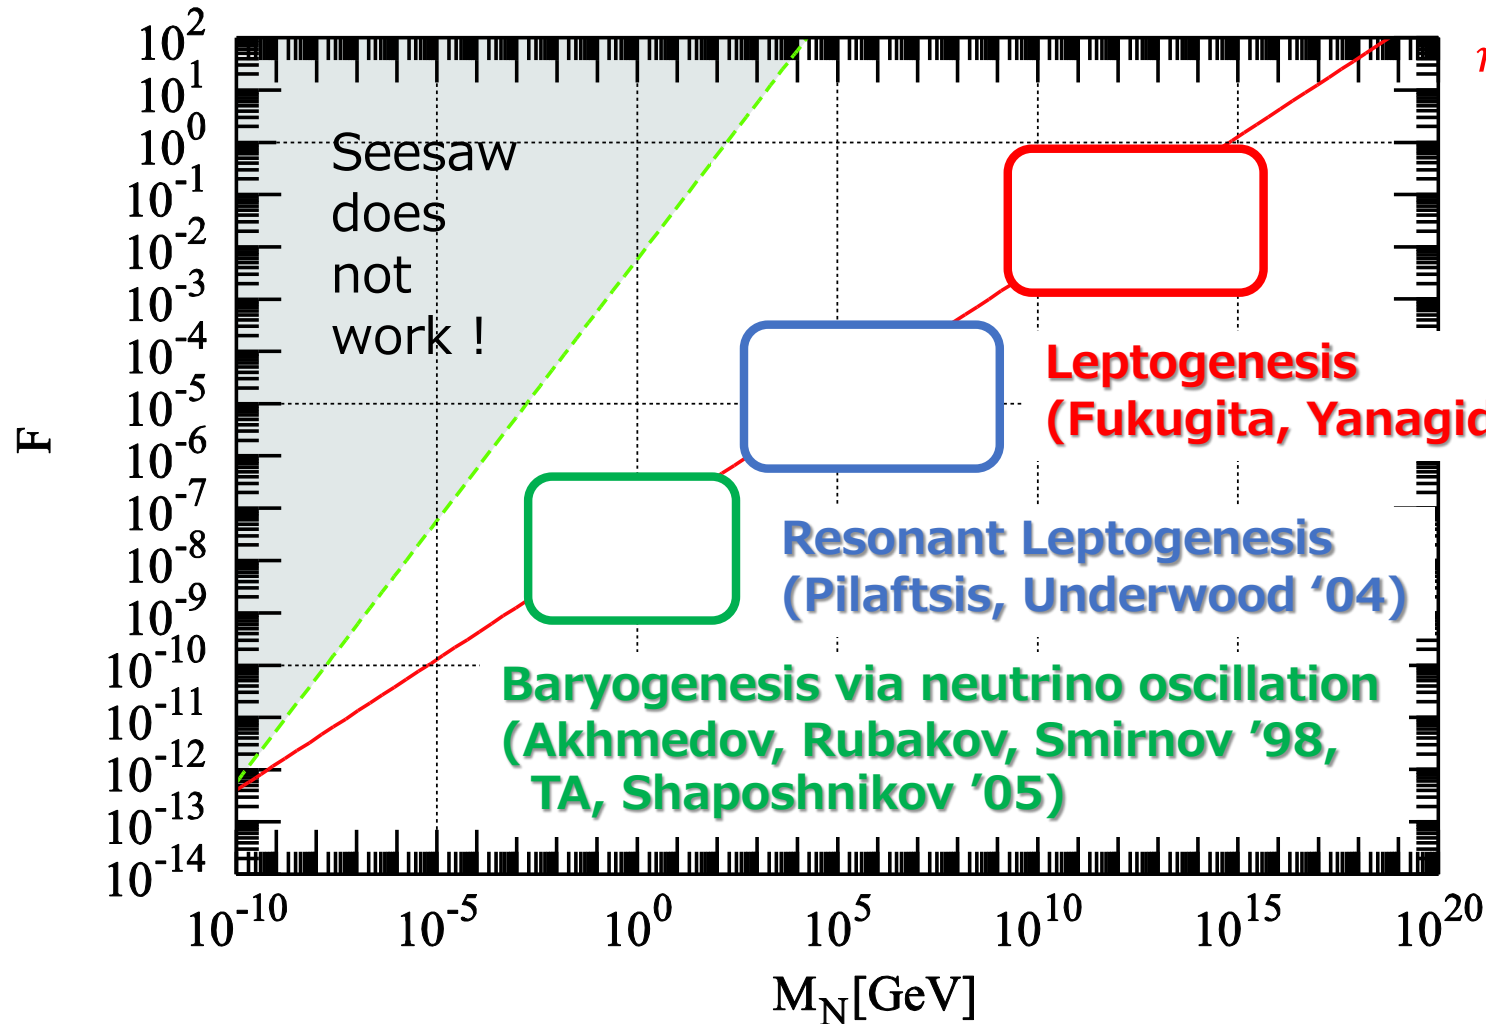 10^2
10^1
10^0
10^-1
10^-2
10^-3
10^-4
10^-5
10^-6
10^-7
10^-8
10^-9
10^-10
10^-11
10^-12
10^-13
10^-14
F
Seesaw
does
not
work !
Leptogenesis
(Fukugita,
Resonant Leptogenesis
(Pilaftsis, Underwood ‘04)
Baryogenesis via neutrino oscillation
(Akhmedov, Rubakov, Smirnov ’98,
TA, Shaposhnikov ’05)
10^-10 10^-5 10^0 10^5 10^10 10^15 10^20
M_N[GeV]